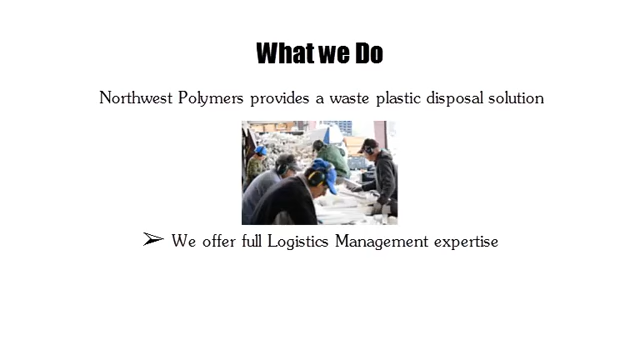 What we Do
Northwest Polymers provides a waste plastic disposal solution
➢ We offer full Logistics Management expertise